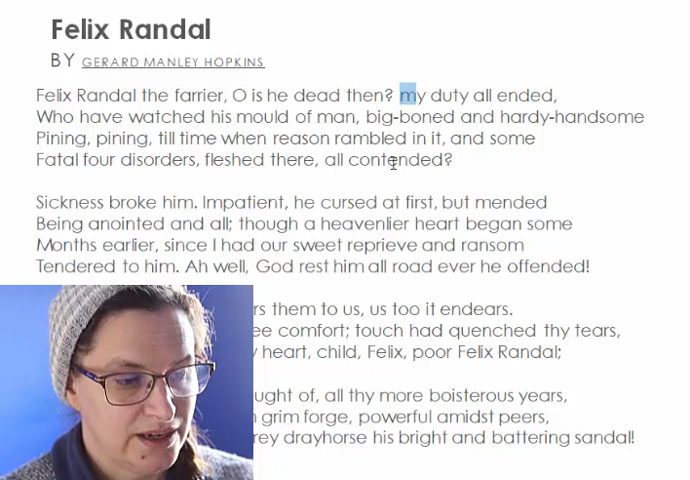 Felix Randal
BY GERARD MANLEY HOPKINS
Felix Randal the farrier, O is he dead then? my duty all ended,
Who have watched his mould of man, big-boned and hardy-handsome
Pining, pining, till time when reason rambled in it, and some
Fatal four disorders, fleshed there, all contended?
Sickness broke him. Impatient, he cursed at first, but mended
Being anointed and all; though a heavenlier heart began some
Months earlier, since I had our sweet reprieve and ransom
Tendered to him. Ah well, God rest him all road ever he offended!
rs them to us, us too it endears.
ee comfort; touch had quenched thy tears,
y heart, child, Felix, poor Felix Randal;
ught of, all thy more boisterous years,
grim forge, powerful amidst peers,
rey drayhorse his bright and battering sandal!